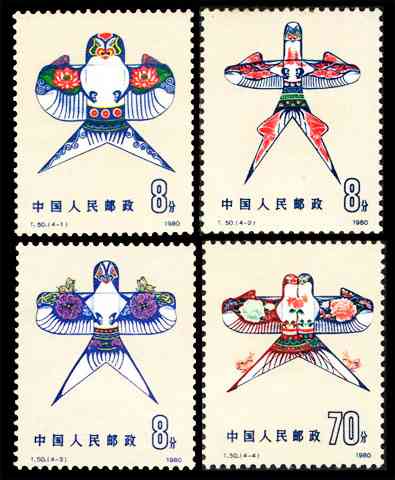 8分
中国人民邮政
T.50.(4-1) 1980
8分
中国人民邮政
T.50.(4-2) 1980
8分
中国人民邮政
T.50.(4-3) 1980
70分
中国人民邮政
T.50.(4-4) 1980